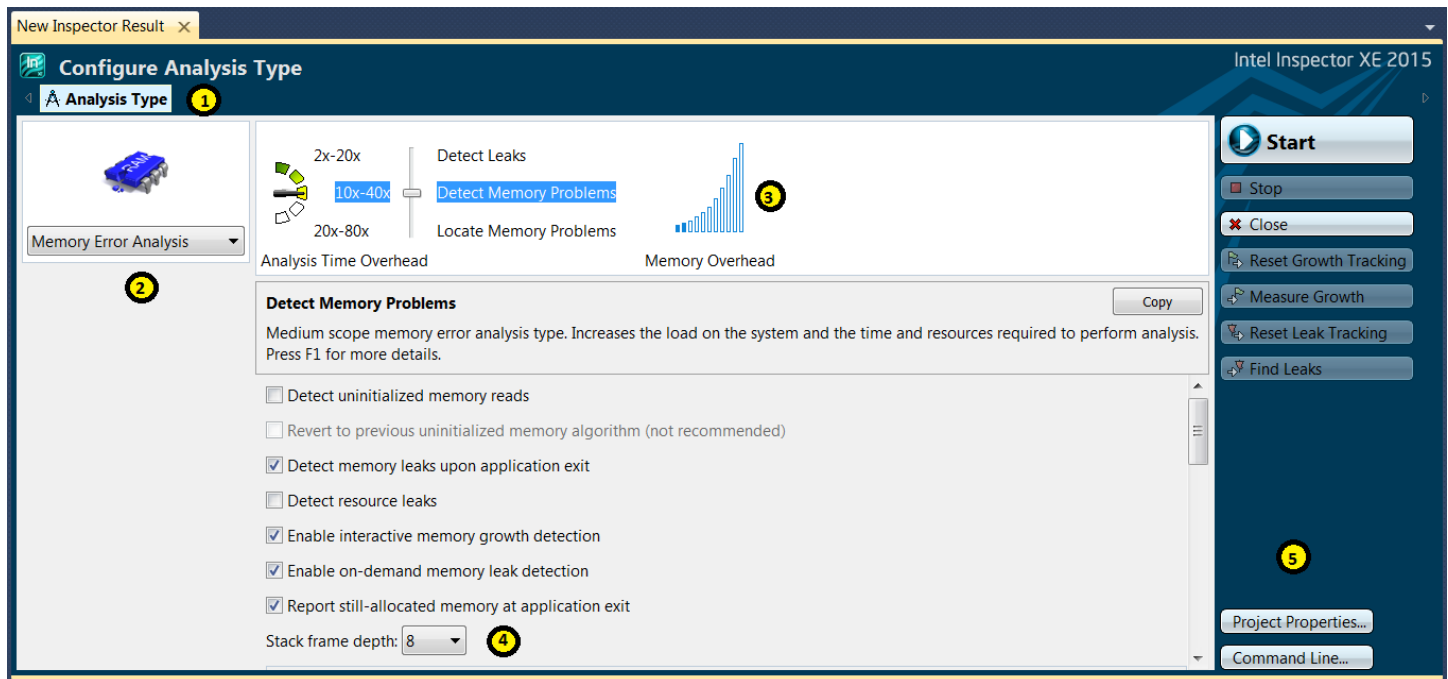 New Inspector Result
Configure Analysis Type
Intel Inspector XE 2015
Analysis Type
1
RAM
Memory Error Analysis
2
2x-20x Detect Leaks
10x-40x Detect Memory Problems
20x-80x Locate Memory Problems
Analysis Time Overhead
Memory Overhead
3
Detect Memory Problems
Copy
Medium scope memory error analysis type. Increases the load on the system and the time and resources required to perform analysis.
Press F1 for more details.
Detect uninitialized memory reads
Revert to previous uninitialized memory algorithm (not recommended)
Detect memory leaks upon application exit
Detect resource leaks
Enable interactive memory growth detection
Enable on-demand memory leak detection
Report still-allocated memory at application exit
Stack frame depth: 8
4
Start
Stop
Close
Reset Growth Tracking
Measure Growth
Reset Leak Tracking
Find Leaks
5
Project Properties...
Command Line...